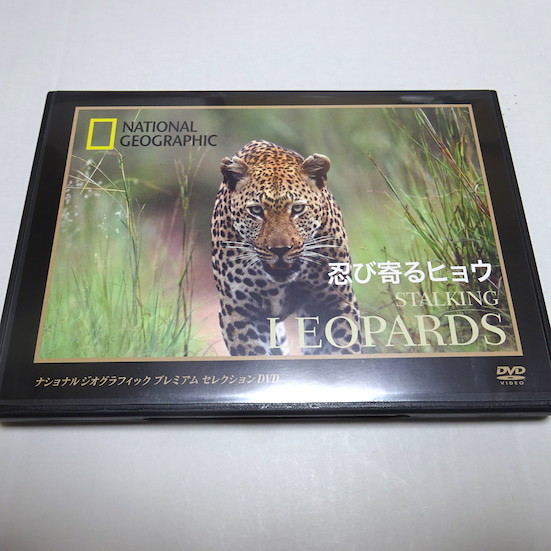 NATIONAL
GEOGRAPHIC
忍び寄るヒョウ
STALKING
LEOPARDS
ナショナル ジオグラフィック プレミアム セレクションDVD
DVD
VIDEO